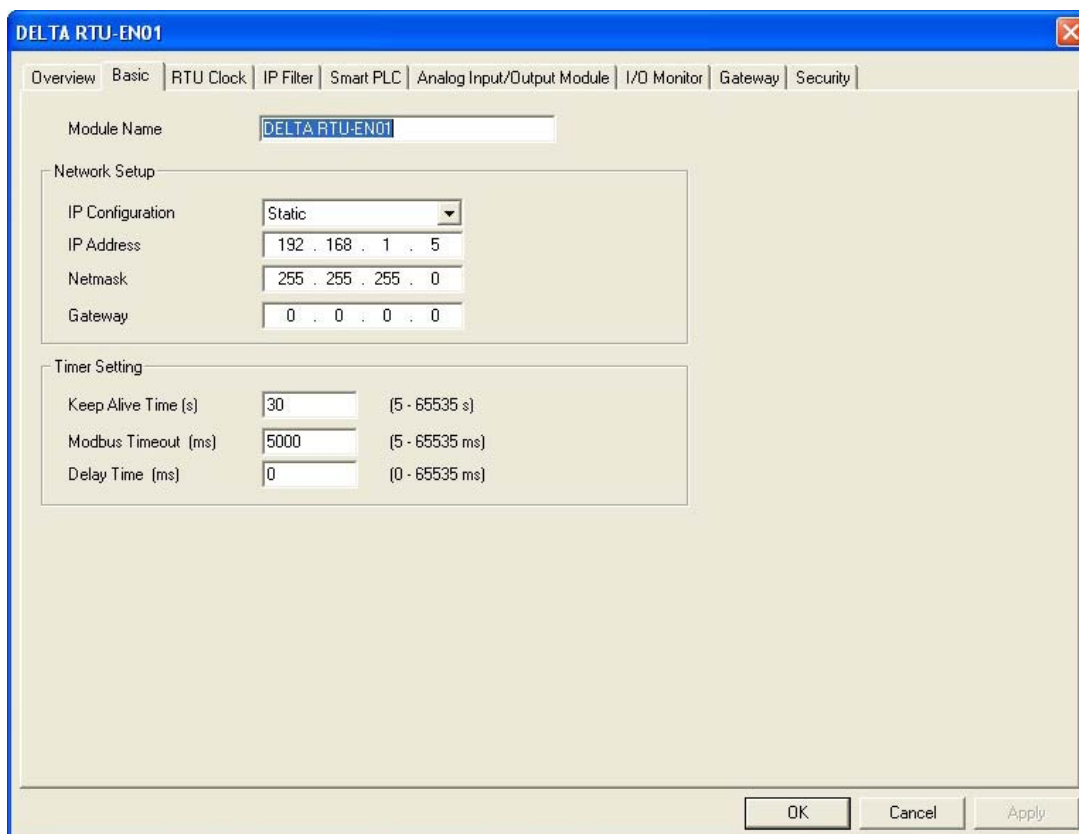 DELTA RTU-EN01
Overview Basic RTU Clock IP Filter Smart PLC Analog Input/Output Module I/O Monitor Gateway Security
Module Name DELTA RTU-EN01
Network Setup
IP Configuration Static
IP Address 192 . 168 . 1 . 5
Netmask 255 . 255 . 255 . 0
Gateway 0 . 0 . 0 . 0
Timer Setting
Keep Alive Time (s) 30 (5 - 65535 s)
Modbus Timeout (ms) 5000 (5 - 65535 ms)
Delay Time (ms) 0 (0 - 65535 ms)
OK Cancel Apply